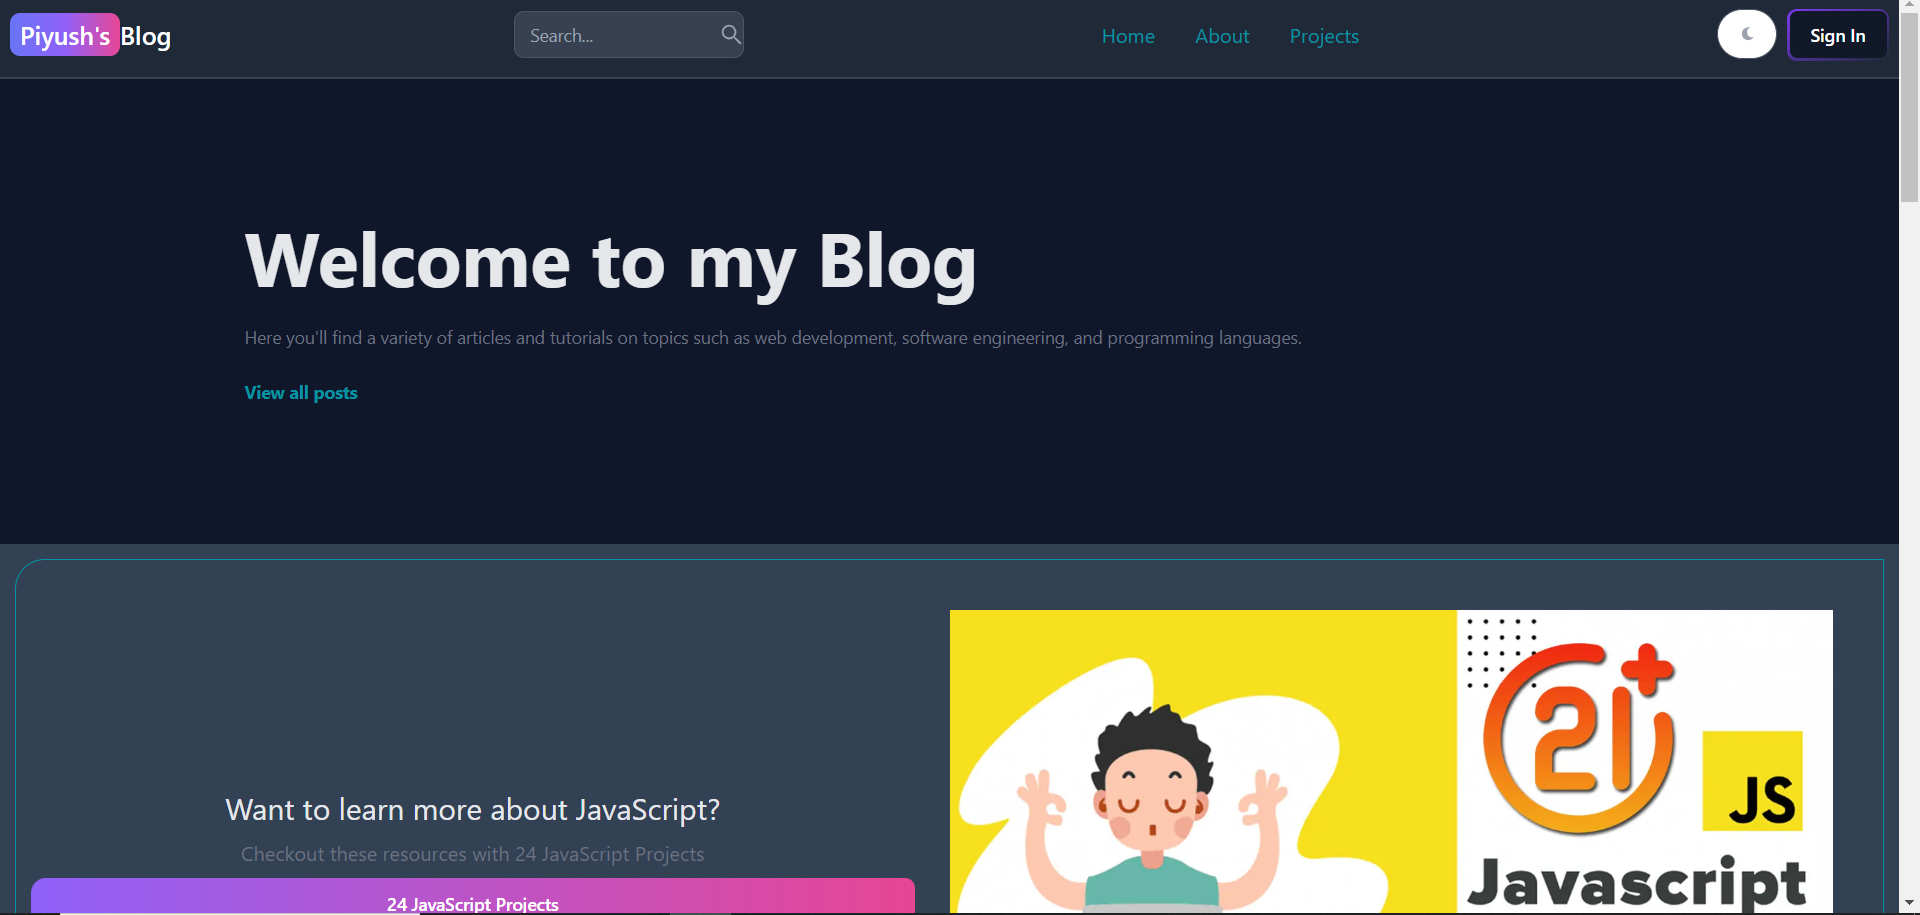 Piyush's Blog
Search...
Home
About
Projects
Sign In
Welcome to my Blog
Here you'll find a variety of articles and tutorials on topics such as web development, software engineering, and programming languages.
View all posts
Want to learn more about JavaScript?
Checkout these resources with 24 JavaScript Projects
24 JavaScript Projects
21+
JS
Javascript